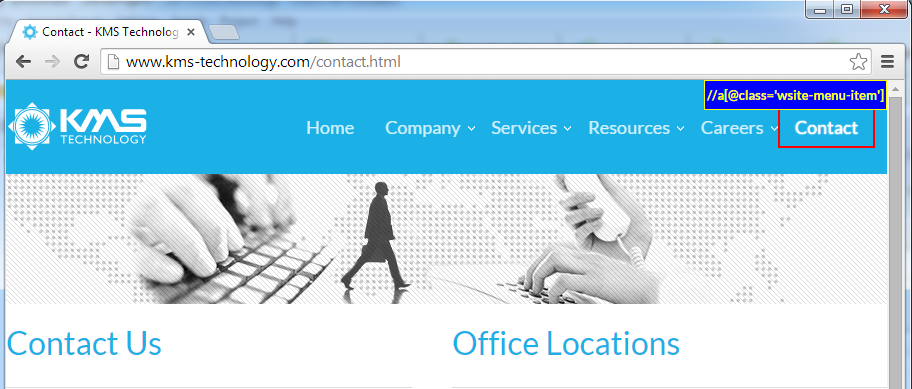 Contact - KMS Technolog
www.kms-technology.com/contact.html
//a[@class='wsite-menu-item']
KMS
TECHNOLOGY
Home Company Services Resources Careers Contact
Contact Us
Office Locations